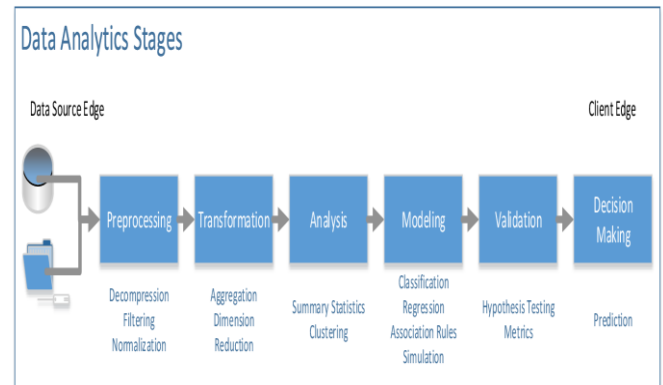 Data Analytics Stages
Data Source Edge
Client Edge
Preprocessing
Transformation
Analysis
Modeling
Validation
Decision
Making
Decompression
Filtering
Normalization
Aggregation
Dimension
Reduction
Summary Statistics
Clustering
Classification
Regression
Association Rules
Simulation
Hypothesis Testing
Metrics
Prediction